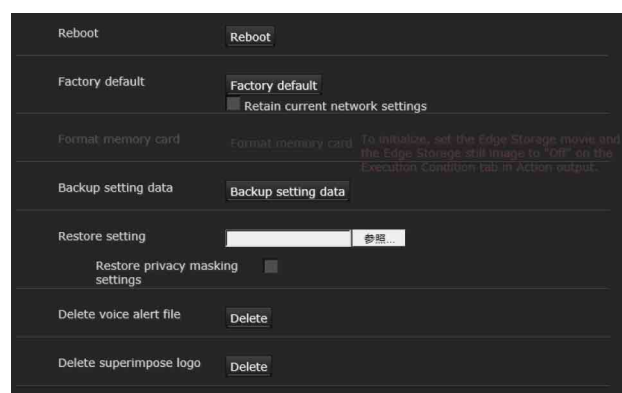 Reboot
Reboot
Factory default
Factory default
Retain current network settings
Format memory card
Format memory card
To initialize, set the Edge Storage movie and
the Edge Storage still image to "Off" on the
Execution Condition tab in Action output.
Backup setting data
Backup setting data
Restore setting
参照...
Restore privacy masking
settings
Delete voice alert file
Delete
Delete superimpose logo
Delete